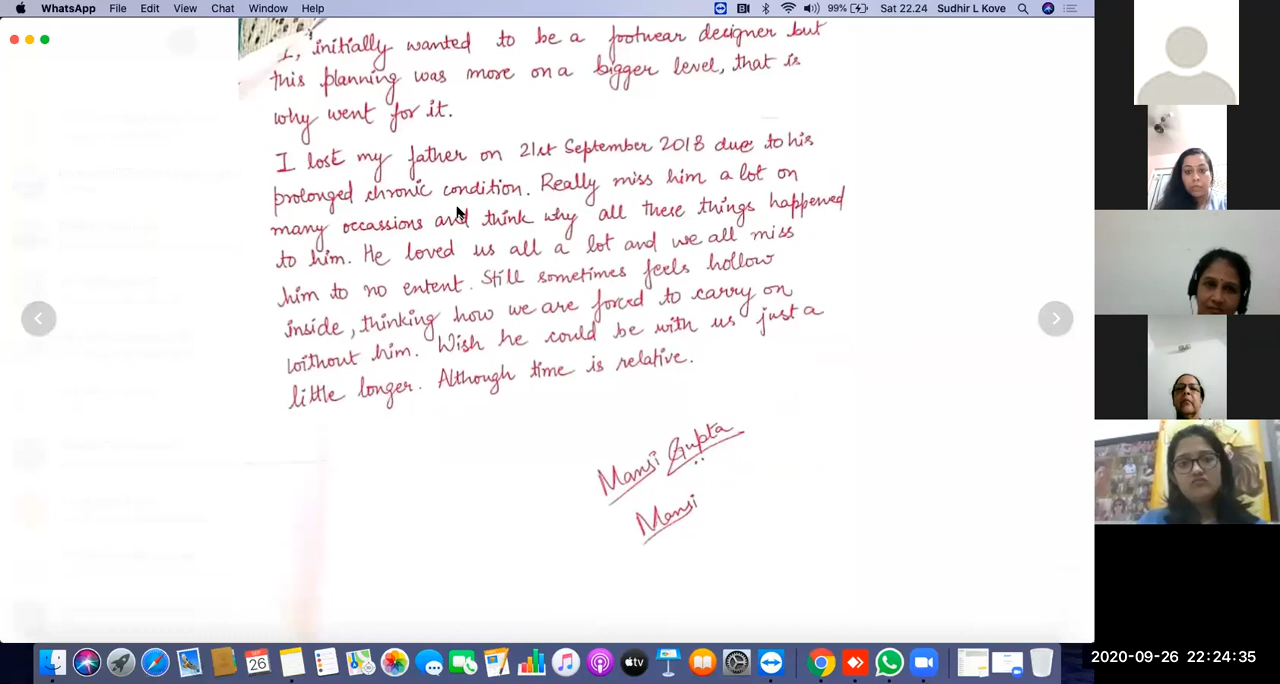 WhatsApp File Edit View Chat Window Help 99% Sat 22.24 Sudhir L Kove
I, initially wanted to be a footwear designer but
this planning was more on a bigger level, that is
why went for it.
I lost my father on 21st September 2018 due to his
prolonged chronic condition. Really miss him a lot on
many occassions and think why all these things happened
to him. He loved us all a lot and we all miss
him to no entent. Still sometimes feels hollow
inside, thinking how we are forced to carry on
without him. Wish he could be with us just a
little longer. Although time is relative.
Mansi Gupta
Mansi
SEP
26
tv
2020-09-26 22:24:35